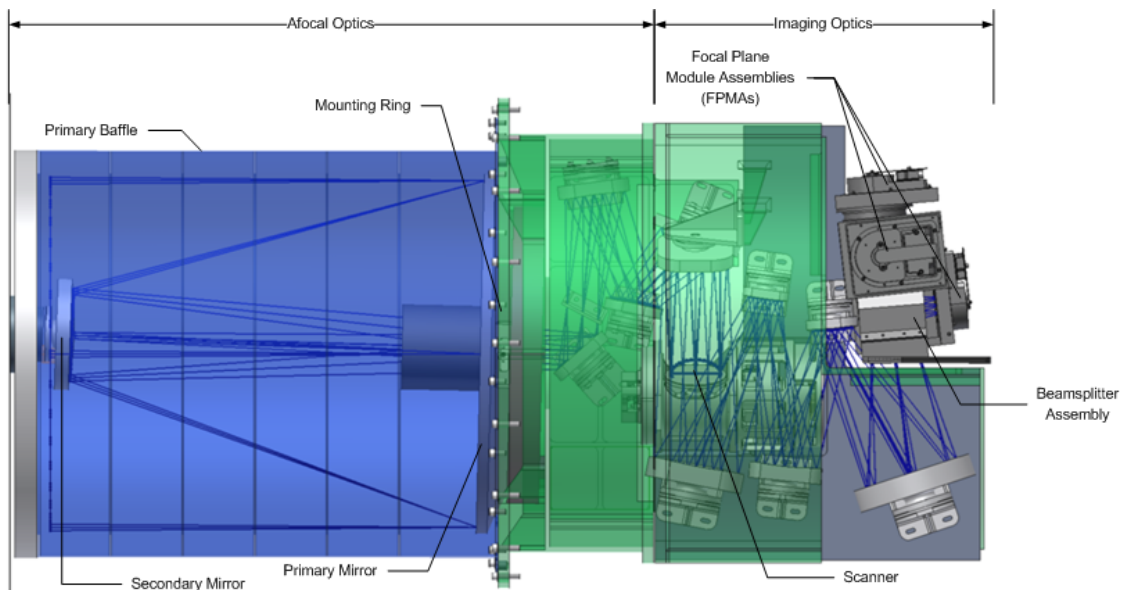 Afocal Optics
Imaging Optics
Focal Plane
Module Assemblies
(FPMAs)
Mounting Ring
Primary Baffle
Beamsplitter
Assembly
Primary Mirror
Secondary Mirror
Scanner